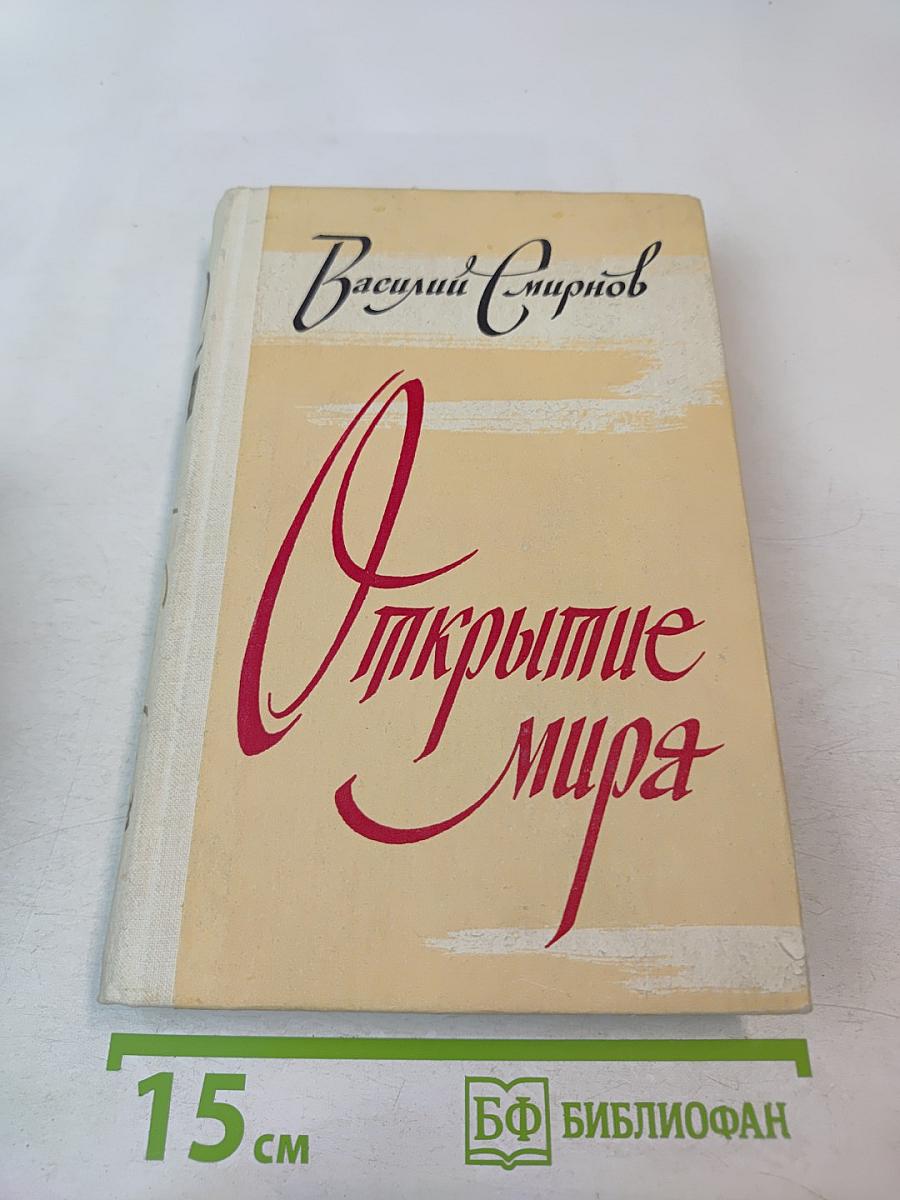 Василий Смирнов
Открытие
мира
15 см
БФ БИБЛИОФАН